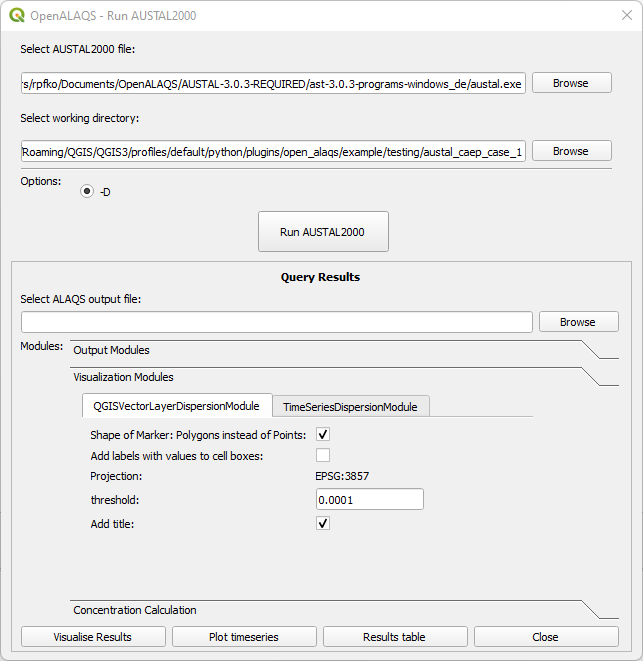 OpenALAQS - Run AUSTAL2000
Select AUSTAL2000 file:
rs/rpfko/Documents/OpenALAQS/AUSTAL-3.0.3-REQUIRED/ast-3.0.3-programs-windows_de/austal.exe
Browse
Select working directory:
/Roaming/QGIS/QGIS3/profiles/default/python/plugins/open_alaqs/example/testing/austal_caep_case_1
Browse
Options:
-D
Run AUSTAL2000
Query Results
Select ALAQS output file:
Browse
Modules:
Output Modules
Visualization Modules
QGISVectorLayerDispersionModule
TimeSeriesDispersionModule
Shape of Marker: Polygons instead of Points:
Add labels with values to cell boxes:
Projection: EPSG:3857
threshold: 0.0001
Add title:
Concentration Calculation
Visualise Results
Plot timeseries
Results table
Close